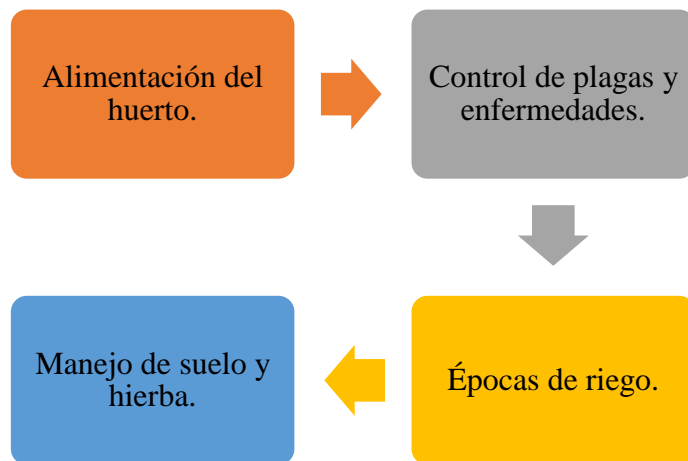 Alimentación del
huerto.
Control de plagas y
enfermedades.
Épocas de riego.
Manejo de suelo y
hierba.